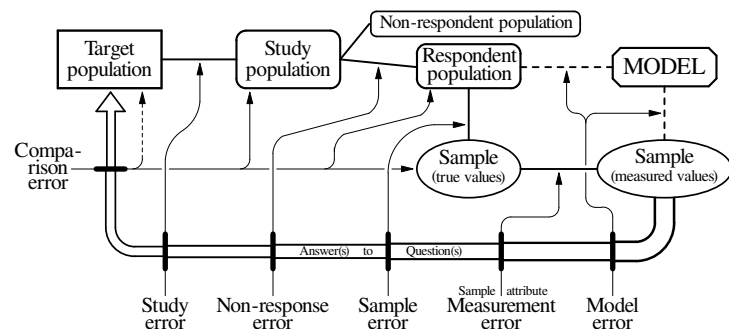 Non-respondent population
Target
population
Study
population
Respondent
population
MODEL
Compa-
rison
error
Sample
(true values)
Sample
(measured values)
Answer(s) to Question(s)
Study
error
Non-response
error
Sample
error
Sample attribute
Measurement
error
Model
error